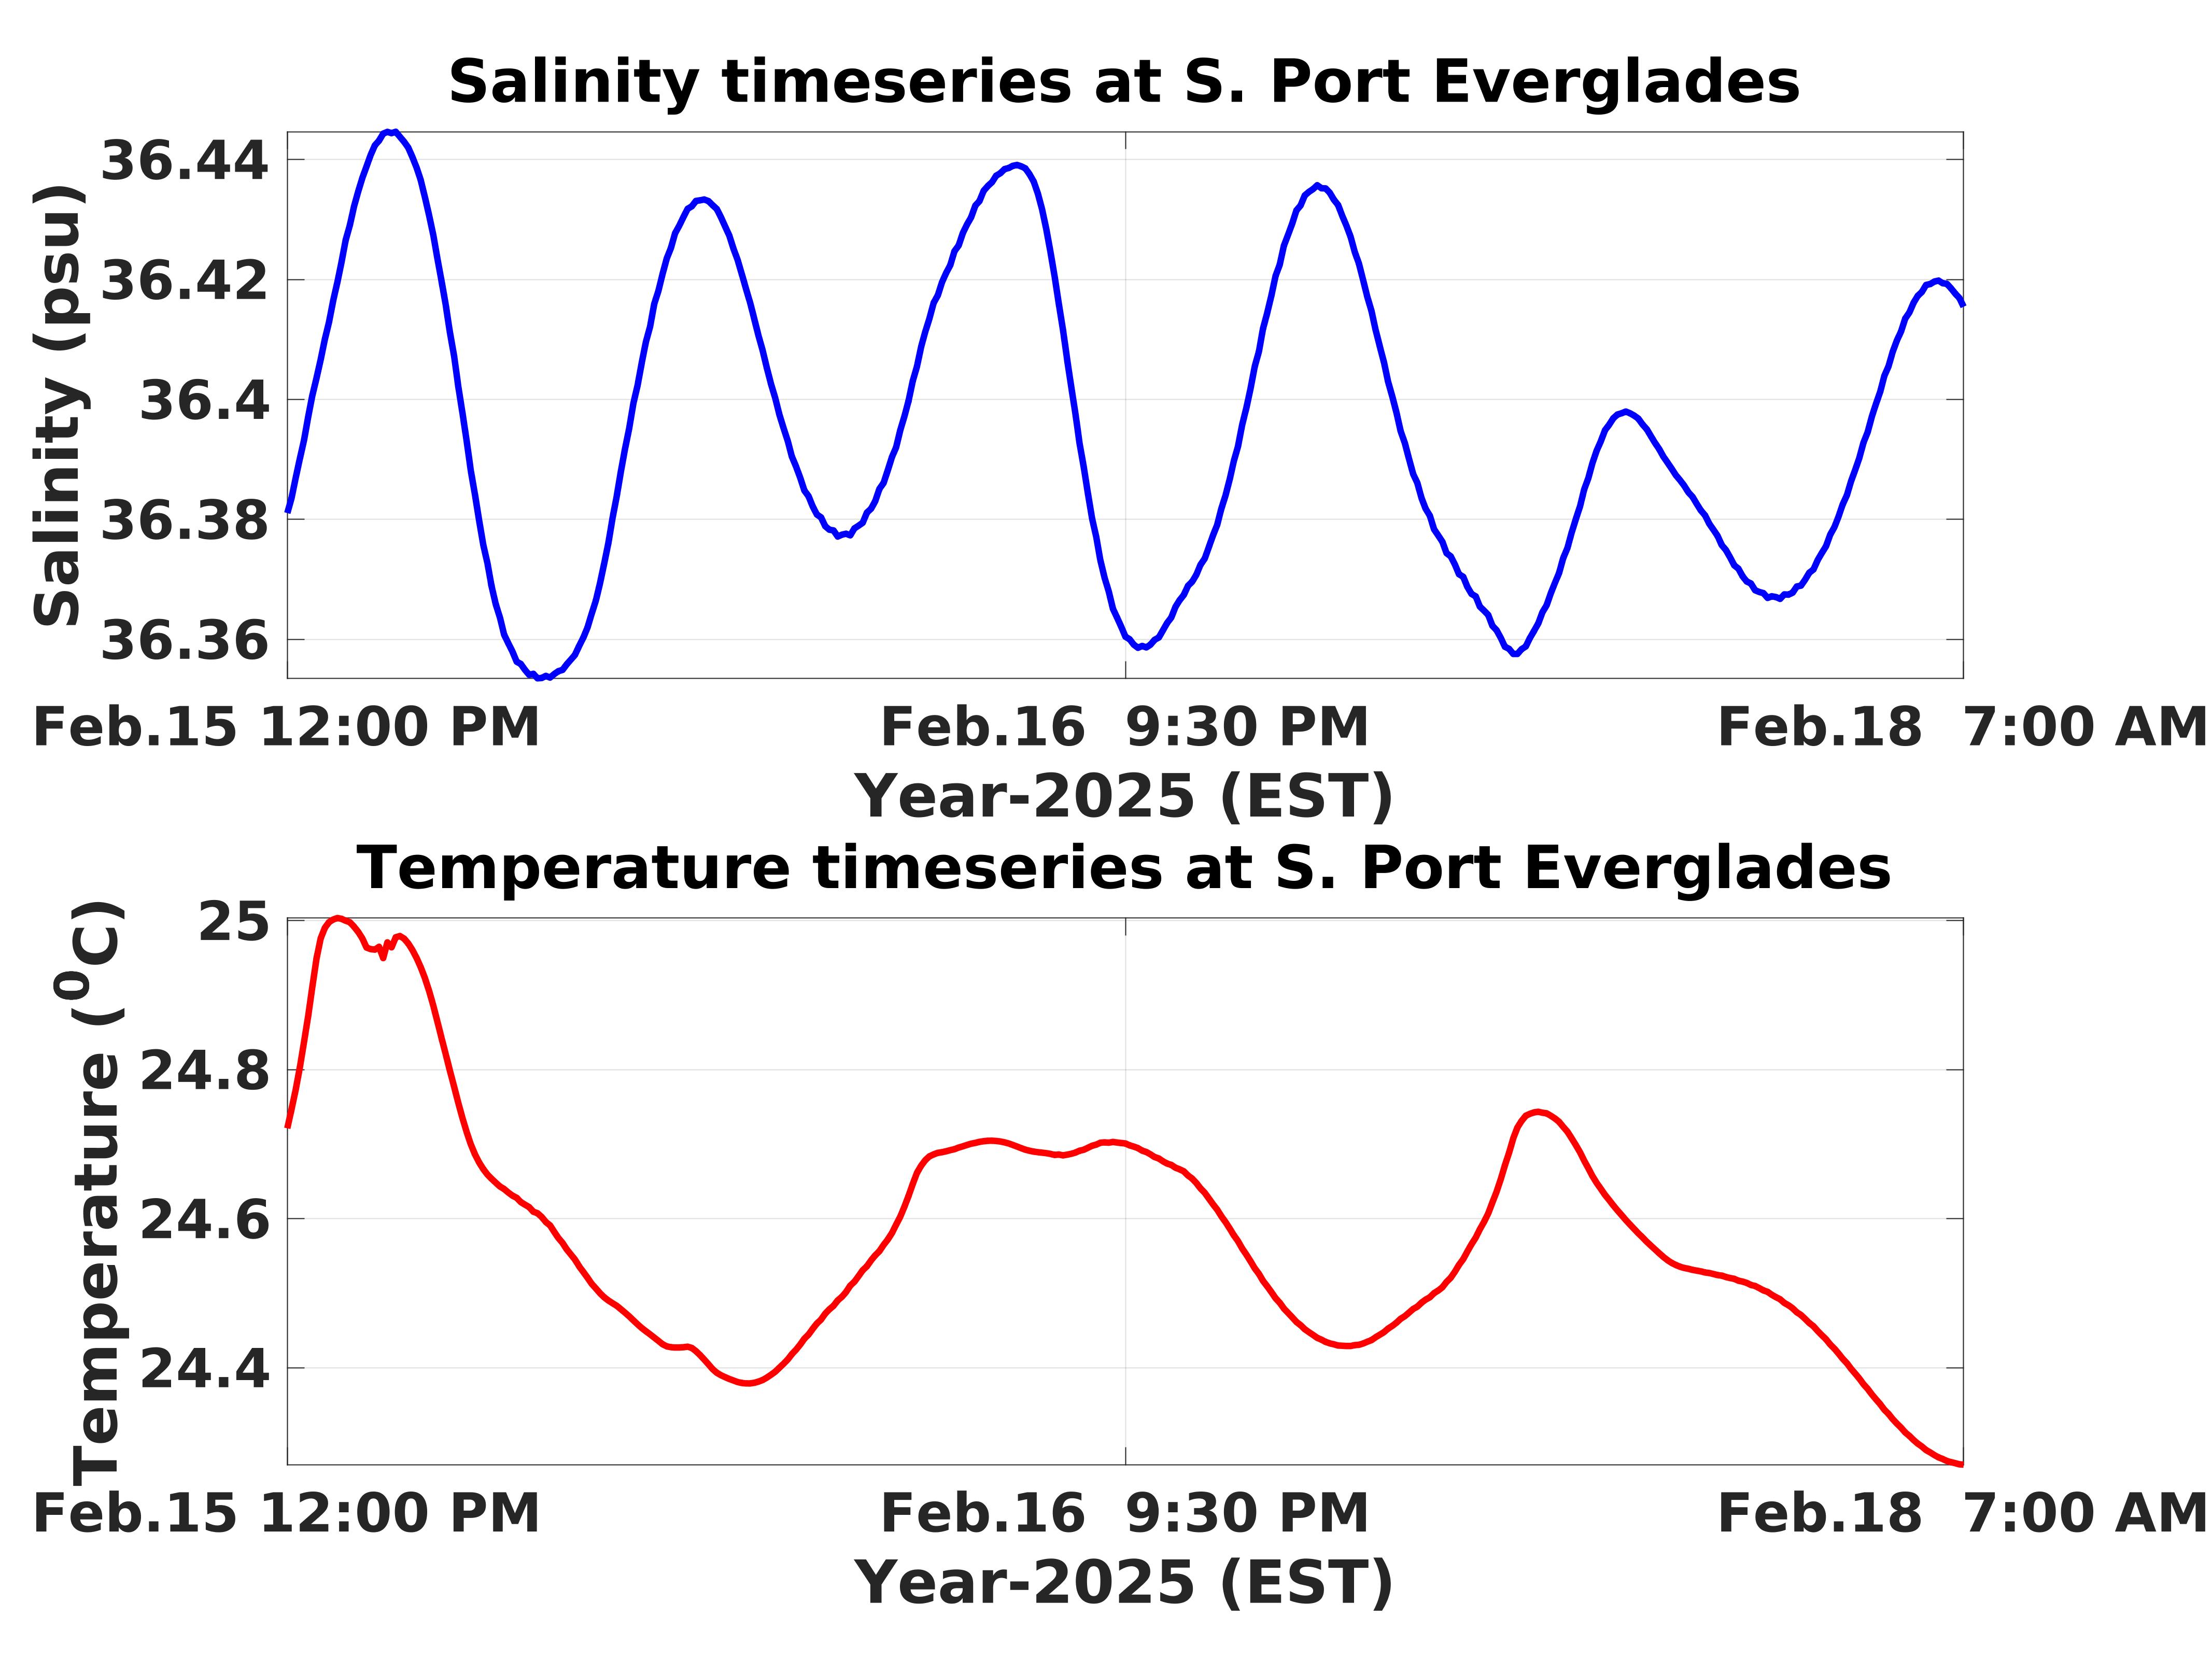 Salinity timeseries at S. Port Everglades
Salinity (psu)
36.44
36.42
36.4
36.38
36.36
Feb.15 12:00 PM
Feb.16  9:30 PM
Feb.18  7:00 AM
Year-2025 (EST)
Temperature timeseries at S. Port Everglades
Temperature (⁰C)
25
24.8
24.6
24.4
Feb.15 12:00 PM
Feb.16  9:30 PM
Feb.18  7:00 AM
Year-2025 (EST)